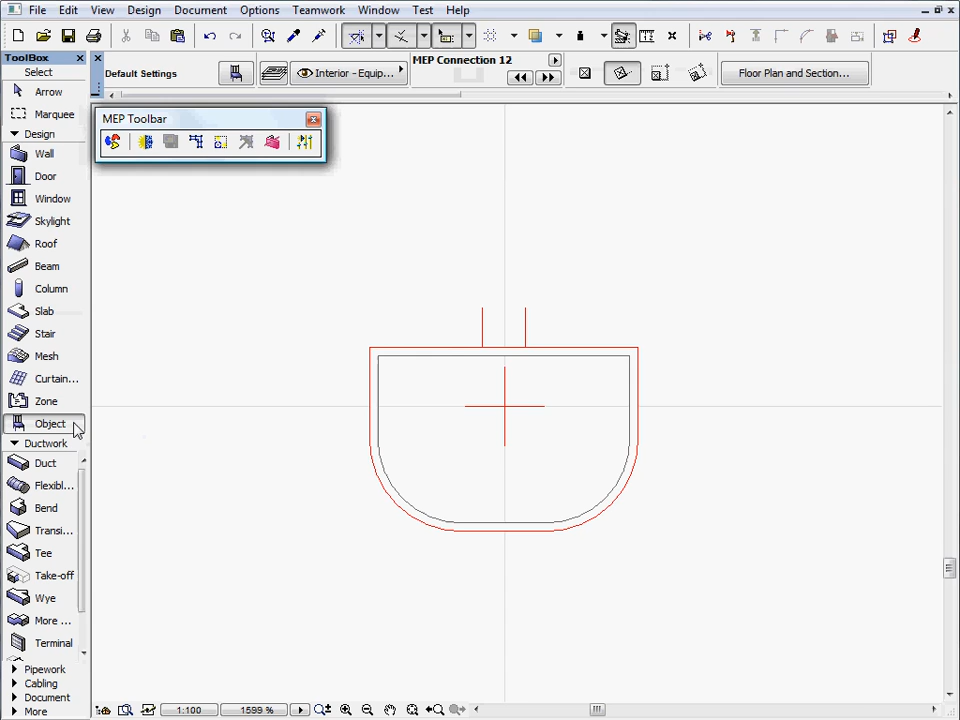 File Edit View Design Document Options Teamwork Window Test Help
ToolBox
Select
Arrow
Marquee
Design
Wall
Door
Window
Skylight
Roof
Beam
Column
Slab
Stair
Mesh
Curtain...
Zone
Object
Ductwork
Duct
Flexibl...
Bend
Transi...
Tee
Take-off
Wye
More ...
Terminal
Pipework
Cabling
Document
More
Default Settings
Interior - Equip...
MEP Connection 12
Floor Plan and Section...
MEP Toolbar
1:100
1599 %